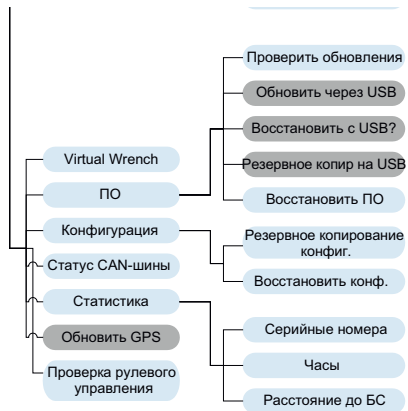 Проверить обновления
Обновить через USB
Восстановить с USB?
Резервное копир на USB
Восстановить ПО
Virtual Wrench
ПО
Конфигурация
Статус CAN-шины
Статистика
Обновить GPS
Проверка рулевого
управления
Резервное копирование
конфиг.
Восстановить конф.
Серийные номера
Часы
Расстояние до БС